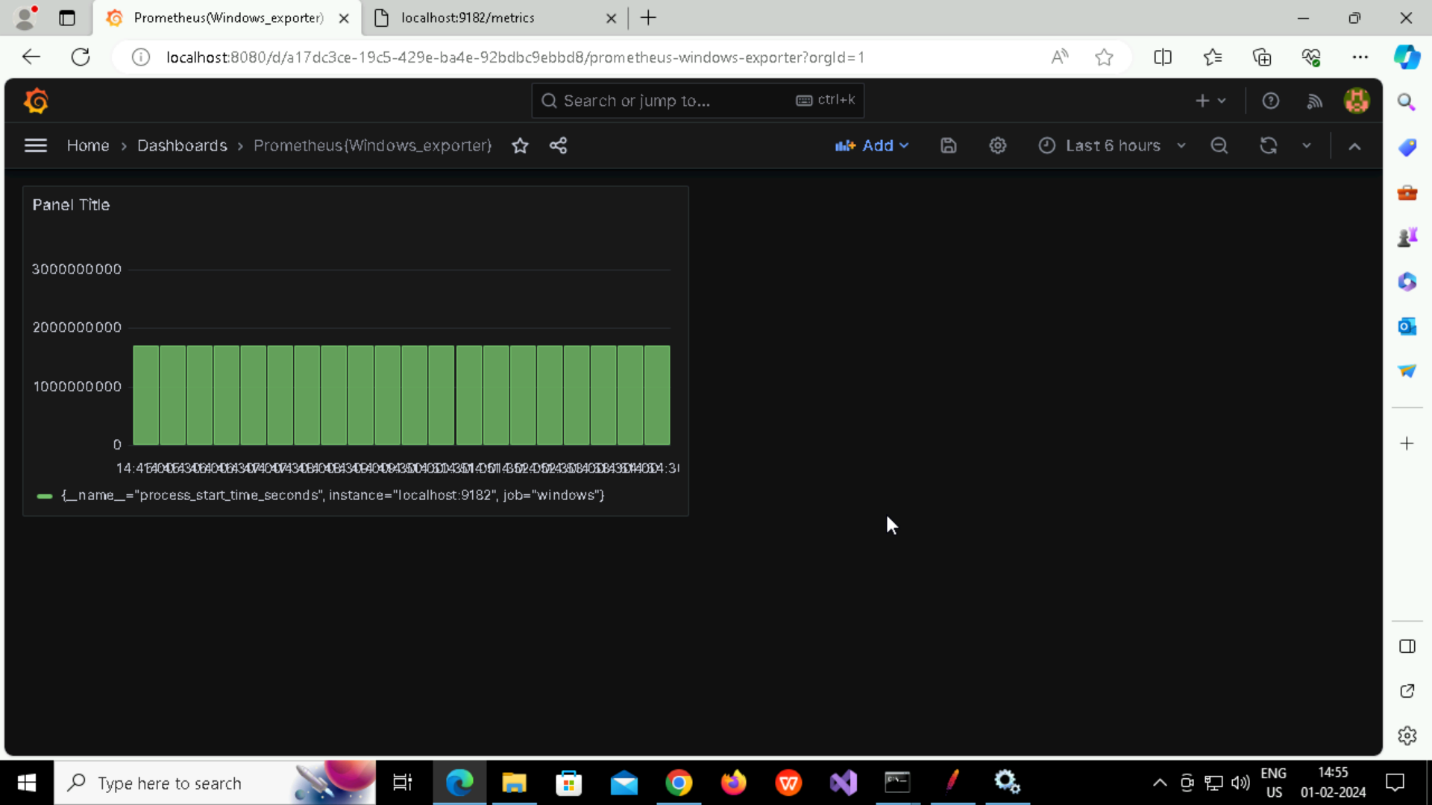 Prometheus(Windows_exporter)
localhost:9182/metrics
localhost:8080/d/a17dc3ce-19c5-429e-ba4e-92bdbc9ebbd8/prometheus-windows-exporter?orgId=1
Search or jump to...
ctrl+k
Home
Dashboards
Prometheus(Windows_exporter)
Add
Last 6 hours
Panel Title
3000000000
2000000000
1000000000
0
{__name__="process_start_time_seconds", instance="localhost:9182", job="windows"}
Type here to search
ENG
US
14:55
01-02-2024